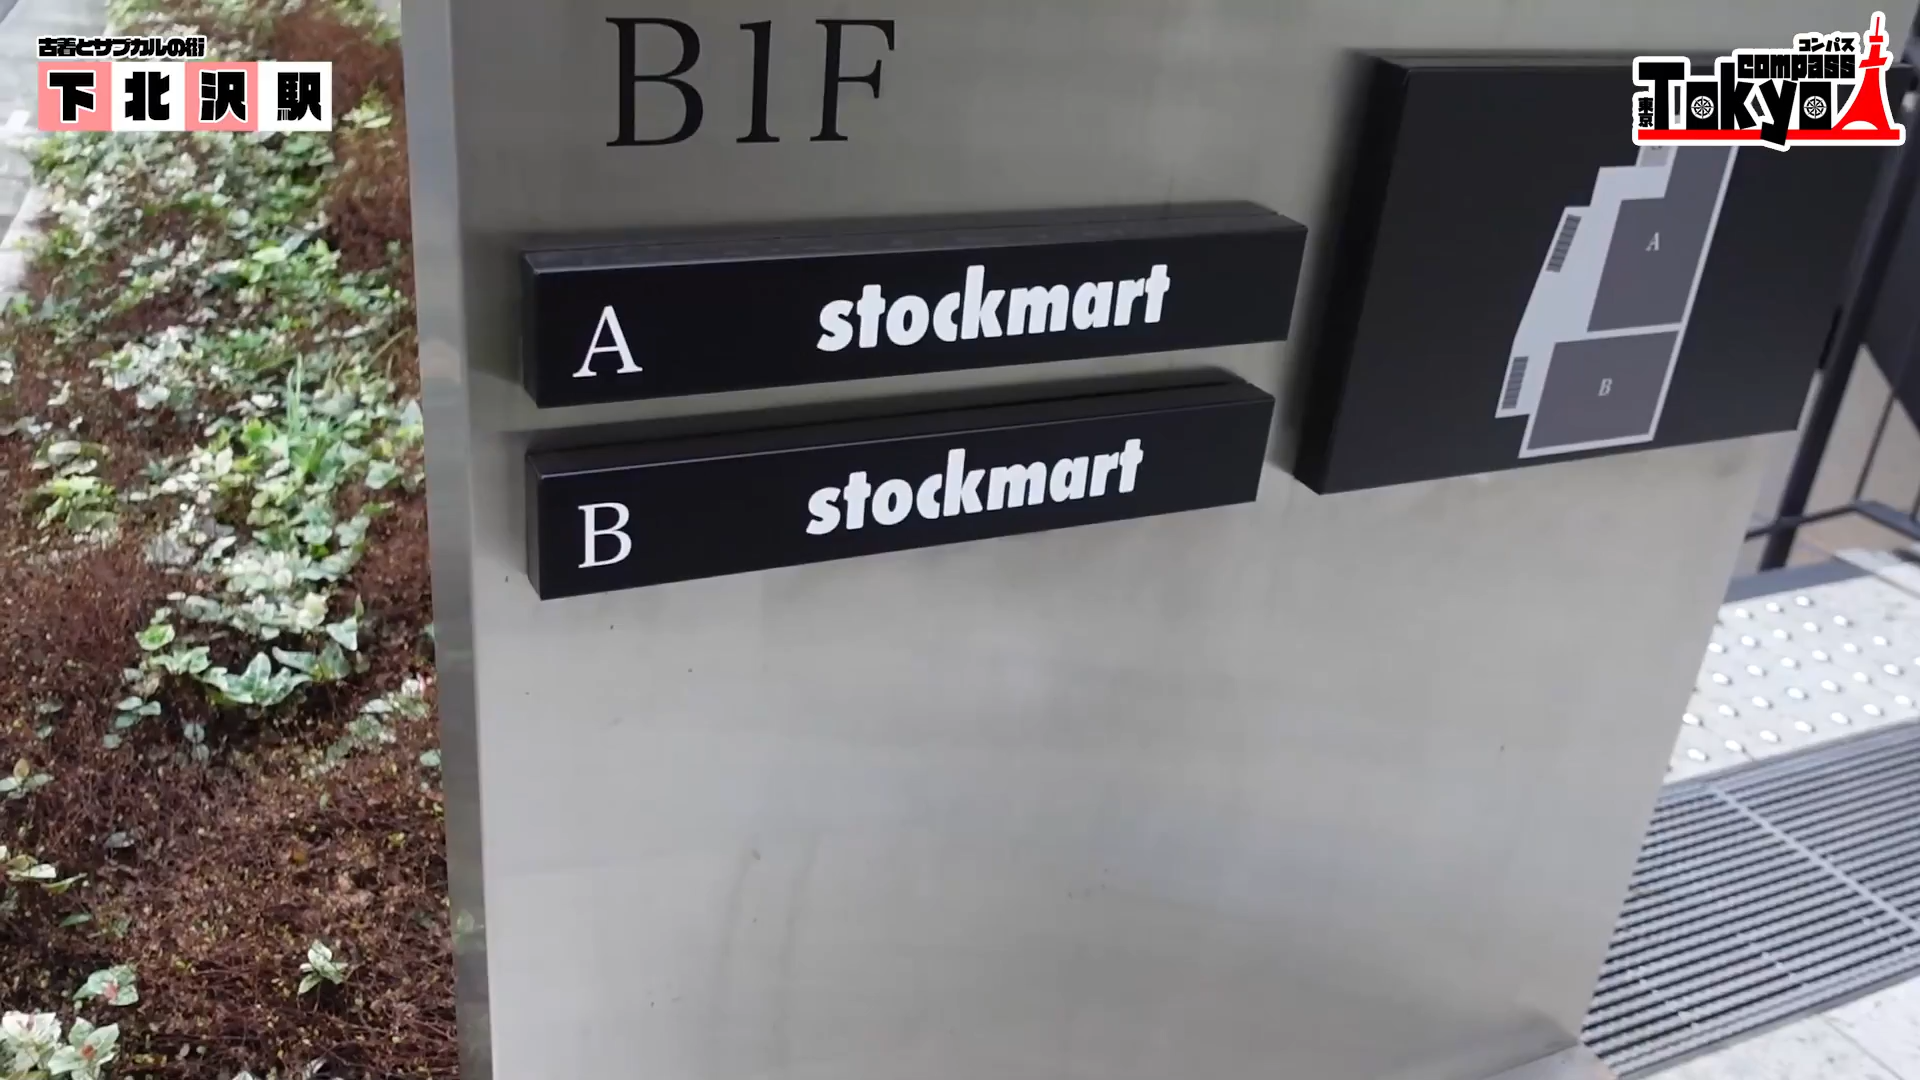 古着とサブカルの街
下北沢駅
コンパス
compass
東京
Tokyo
B1F
A stockmart
B stockmart
A
B